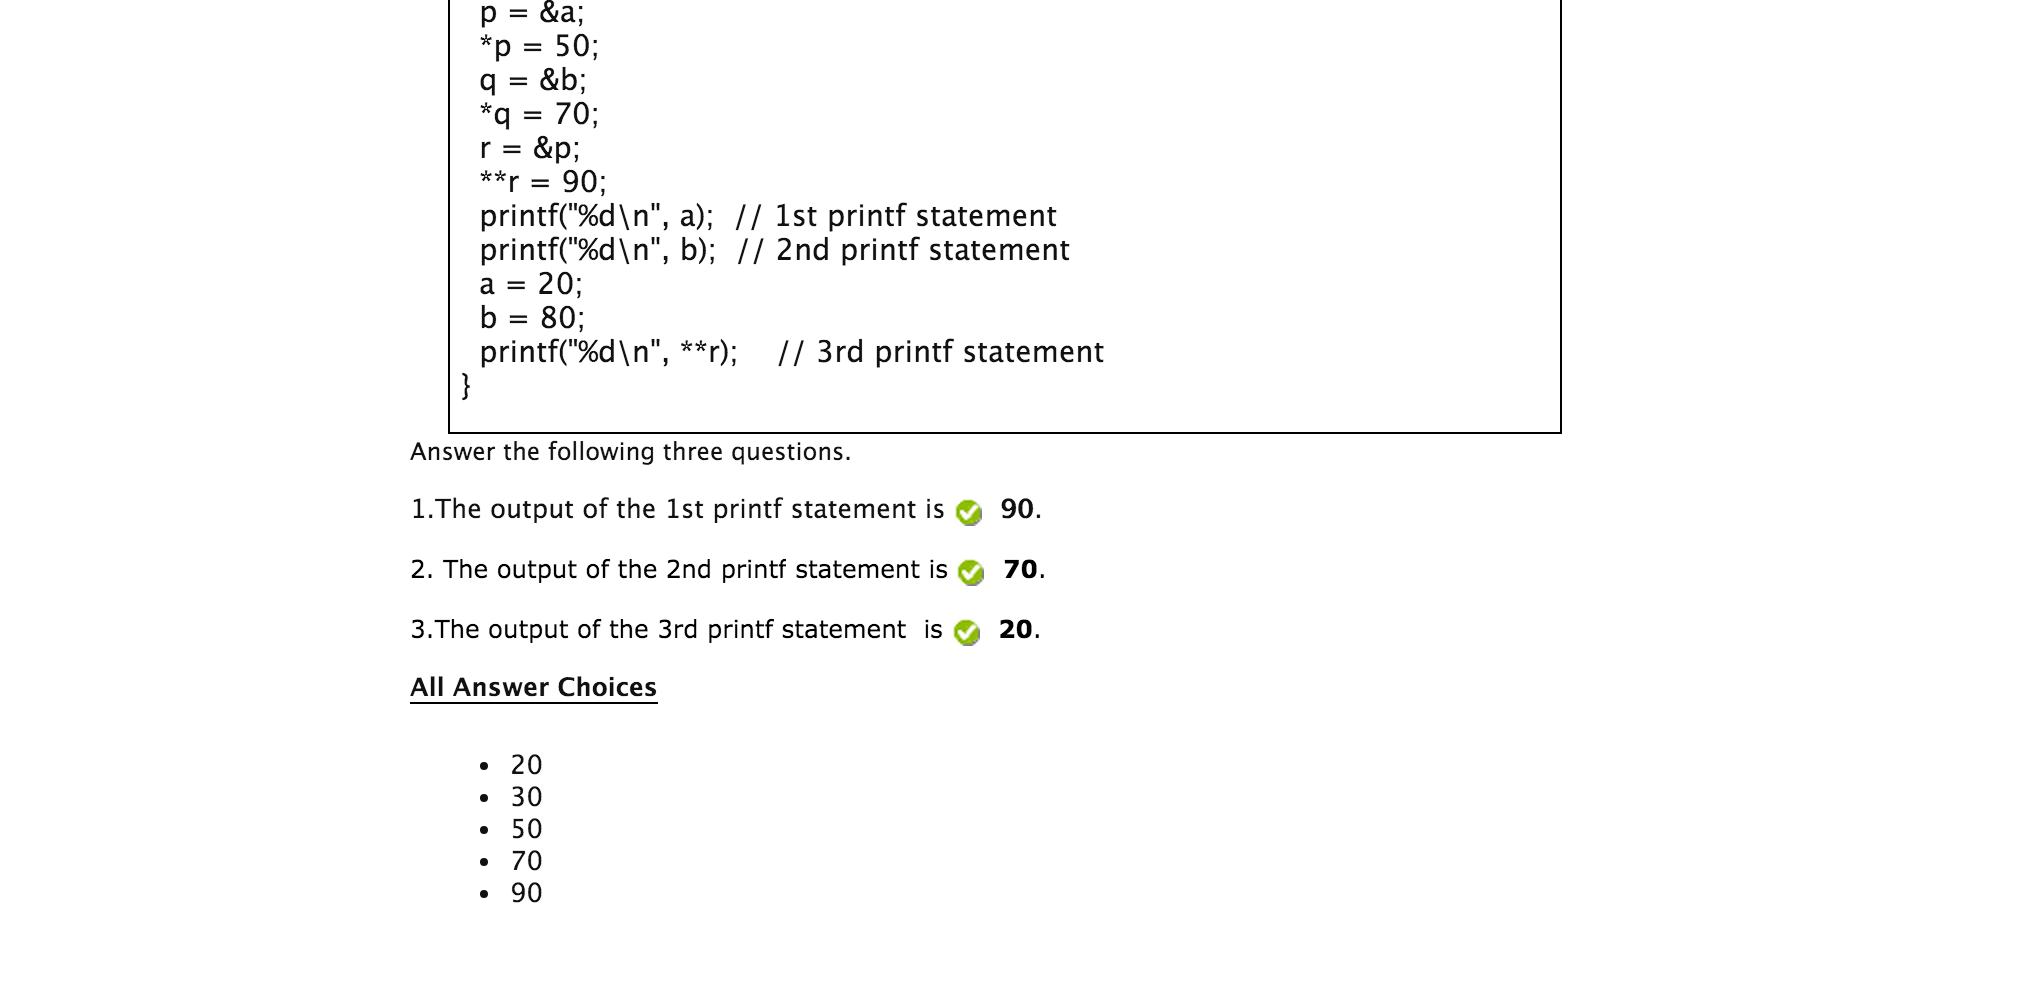 p = &a;
*p = 50;
q = &b;
*q = 70;
r = &p;
**r = 90;
printf("%d\n", a);  // 1st printf statement
printf("%d\n", b);  // 2nd printf statement
a = 20;
b = 80;
printf("%d\n", **r);    // 3rd printf statement
}
Answer the following three questions.
1.The output of the 1st printf statement is 90.
2. The output of the 2nd printf statement is 70.
3.The output of the 3rd printf statement  is 20.
All Answer Choices
• 20
• 30
• 50
• 70
• 90